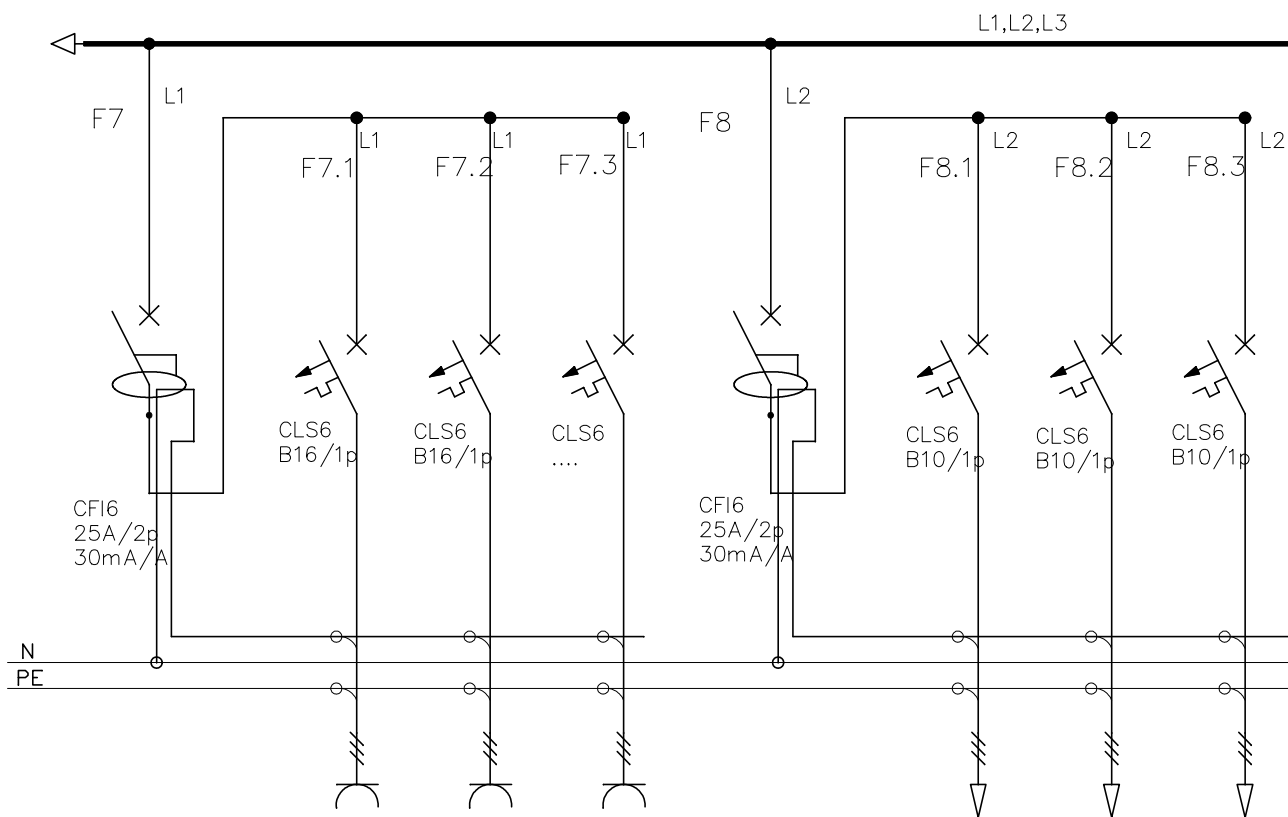 L1,L2,L3
L1
F7
L1
L1
L1
F7.1
F7.2
F7.3
L2
F8
L2
L2
L2
F8.1
F8.2
F8.3
CLS6
B16/1p
CLS6
B16/1p
CLS6
....
CLS6
B10/1p
CLS6
B10/1p
CLS6
B10/1p
CFI6
25A/2p
30mA/A
CFI6
25A/2p
30mA/A
N
PE